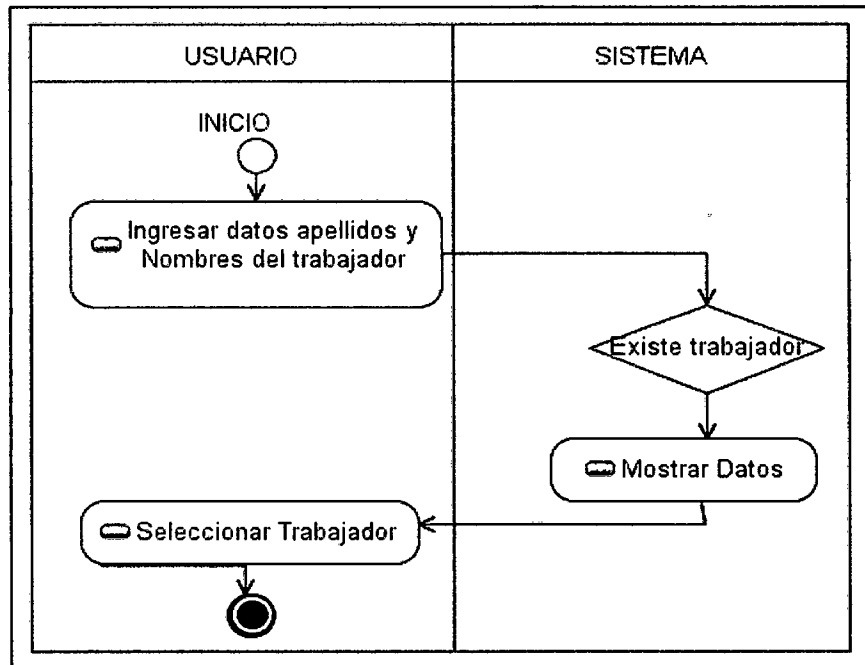 USUARIO
SISTEMA
INICIO
Ingresar datos apellidos y
Nombres del trabajador
Existe trabajador
Mostrar Datos
Seleccionar Trabajador